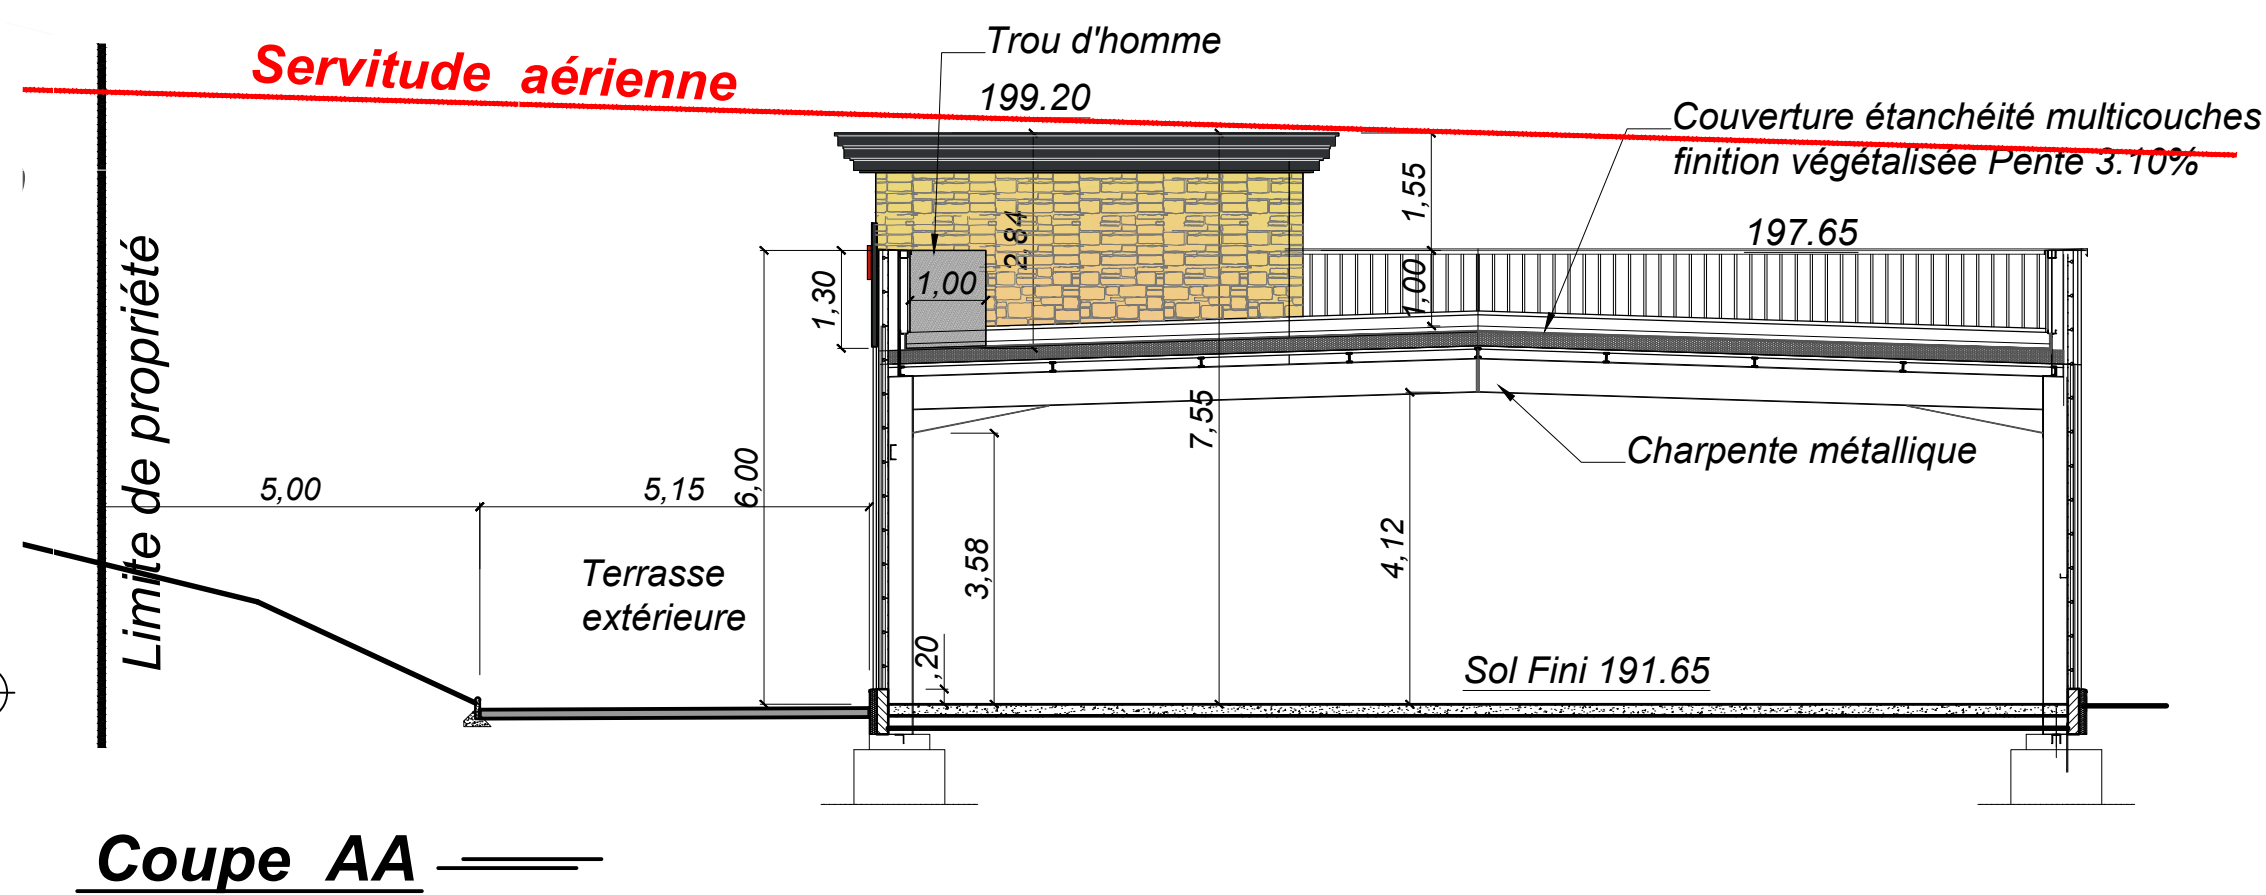 Trou d'homme
Servitude aérienne
199.20
Couverture étanchéité multicouches
finition végétalisée Pente 3.10%
1,55
2,84
197.65
1,30
1,00
1,00
Limite de propriété
7,55
Charpente métallique
6,00
5,00
5,15
3,58
4,12
Terrasse
extérieure
,20
Sol Fini 191.65
Coupe AA